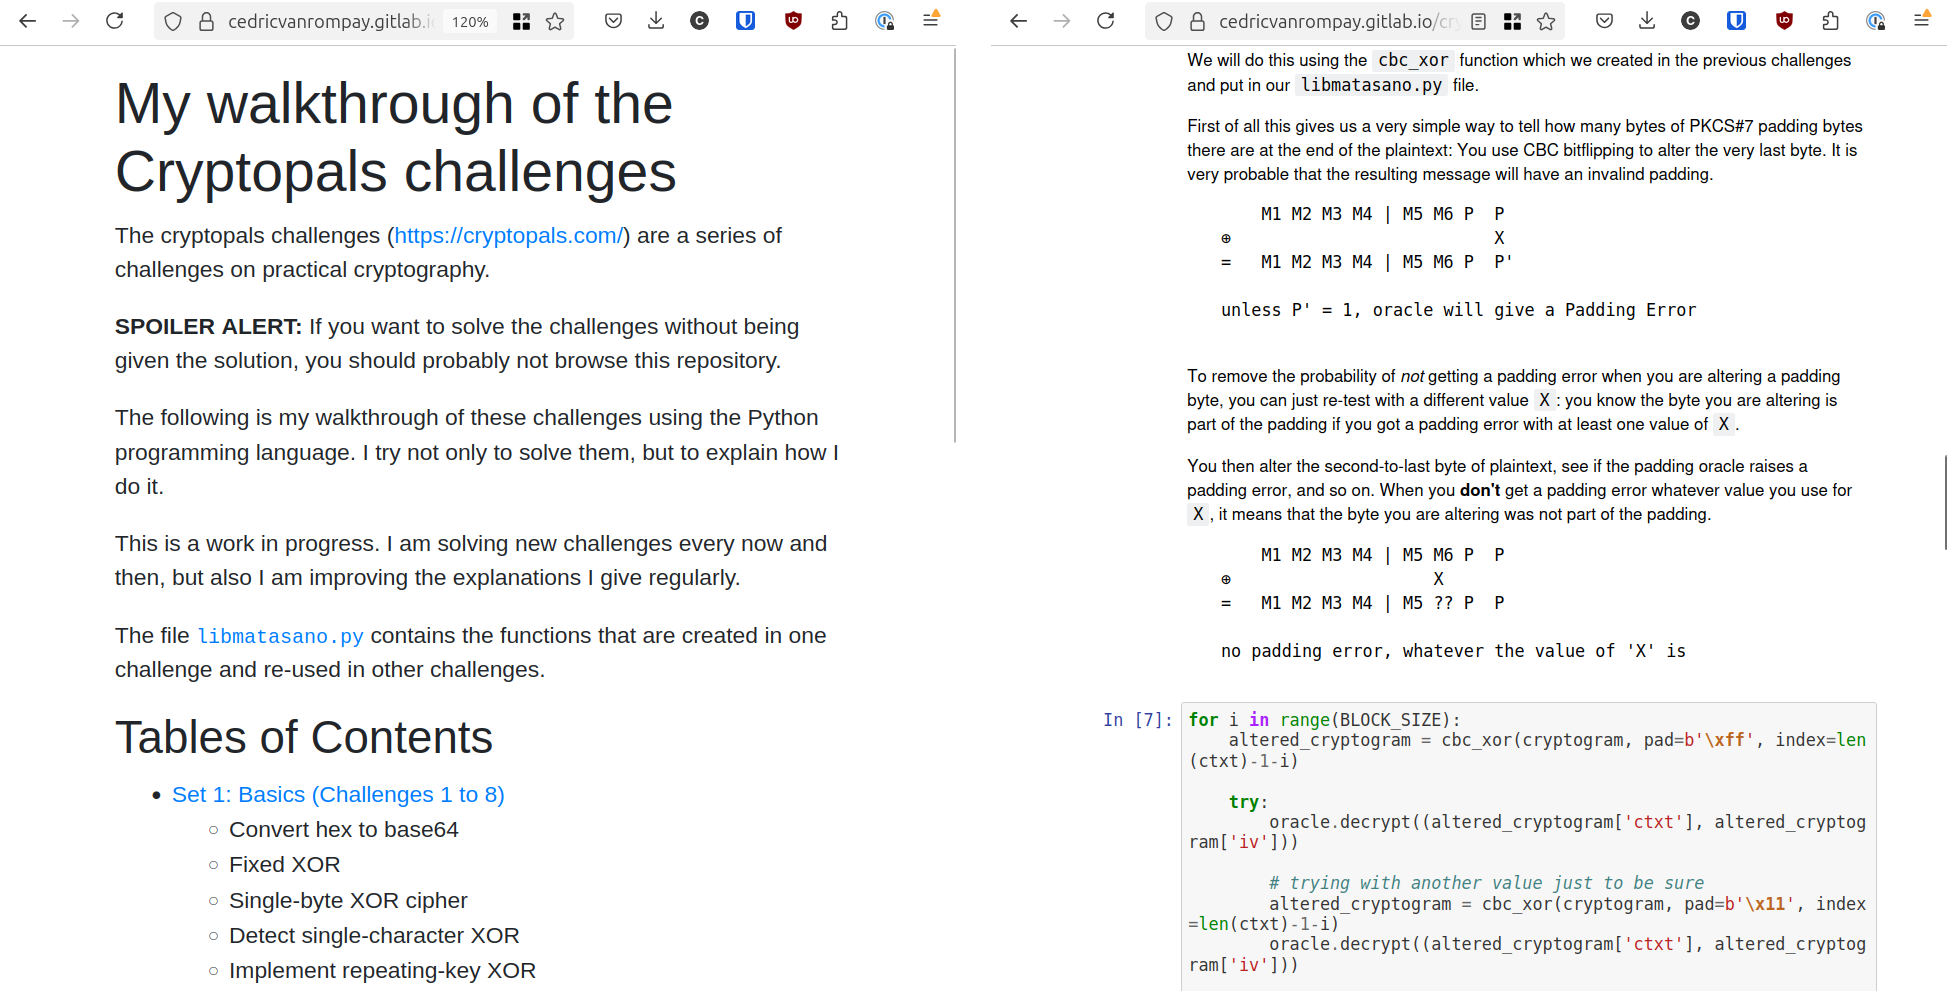 cedricvanrompay.gitlab.i
120%
My walkthrough of the
Cryptopals challenges
The cryptopals challenges (https://cryptopals.com/) are a series of
challenges on practical cryptography.
SPOILER ALERT: If you want to solve the challenges without being
given the solution, you should probably not browse this repository.
The following is my walkthrough of these challenges using the Python
programming language. I try not only to solve them, but to explain how I
do it.
This is a work in progress. I am solving new challenges every now and
then, but also I am improving the explanations I give regularly.
The file libmatasano.py contains the functions that are created in one
challenge and re-used in other challenges.
Tables of Contents
• Set 1: Basics (Challenges 1 to 8)
○ Convert hex to base64
○ Fixed XOR
○ Single-byte XOR cipher
○ Detect single-character XOR
○ Implement repeating-key XOR
cedricvanrompay.gitlab.io/cry
We will do this using the cbc_xor function which we created in the previous challenges
and put in our libmatasano.py file.
First of all this gives us a very simple way to tell how many bytes of PKCS#7 padding bytes
there are at the end of the plaintext: You use CBC bitflipping to alter the very last byte. It is
very probable that the resulting message will have an invalind padding.
M1 M2 M3 M4 | M5 M6 P P
⊕ X
= M1 M2 M3 M4 | M5 M6 P P'
unless P' = 1, oracle will give a Padding Error
To remove the probability of not getting a padding error when you are altering a padding
byte, you can just re-test with a different value X: you know the byte you are altering is
part of the padding if you got a padding error with at least one value of X.
You then alter the second-to-last byte of plaintext, see if the padding oracle raises a
padding error, and so on. When you don't get a padding error whatever value you use for
X, it means that the byte you are altering was not part of the padding.
M1 M2 M3 M4 | M5 M6 P P
⊕ X
= M1 M2 M3 M4 | M5 ?? P P
no padding error, whatever the value of 'X' is
In [7]: for i in range(BLOCK_SIZE):
altered_cryptogram = cbc_xor(cryptogram, pad=b'\xff', index=len
(ctxt)-1-i)
try:
oracle.decrypt((altered_cryptogram['ctxt'], altered_cryptog
ram['iv']))
# trying with another value just to be sure
altered_cryptogram = cbc_xor(cryptogram, pad=b'\x11', index
=len(ctxt)-1-i)
oracle.decrypt((altered_cryptogram['ctxt'], altered_cryptog
ram['iv']))